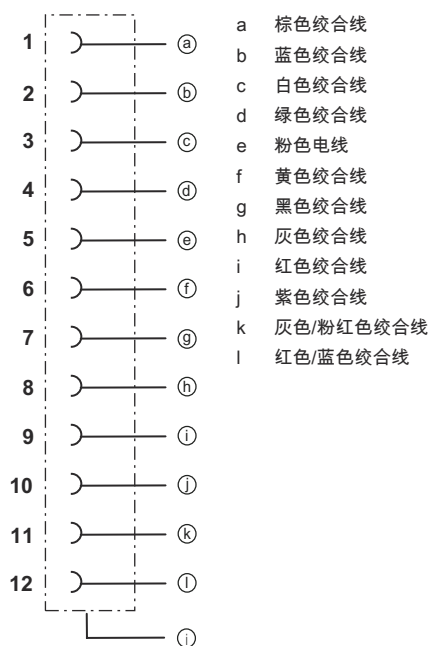 1 ⓐ
2 ⓑ
3 ⓒ
4 ⓓ
5 ⓔ
6 ⓕ
7 ⓖ
8 ⓗ
9 ⓘ
10 ⓙ
11 ⓚ
12 ⓛ
ⓙ
a 棕色绞合线
b 蓝色绞合线
c 白色绞合线
d 绿色绞合线
e 粉色电线
f 黄色绞合线
g 黑色绞合线
h 灰色绞合线
i 红色绞合线
j 紫色绞合线
k 灰色/粉红色绞合线
l 红色/蓝色绞合线